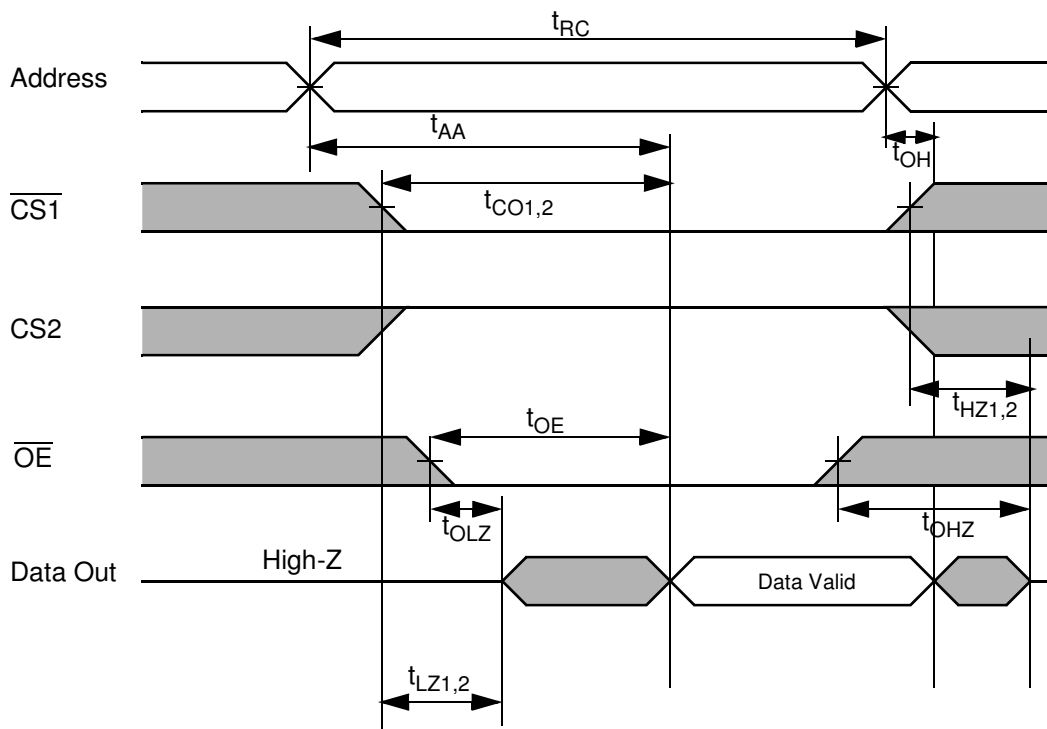 tRC
Address
tAA
tOH
CS1
tCO1,2
CS2
tHZ1,2
tOE
OE
tOLZ
tOHZ
Data Out
High-Z
Data Valid
tLZ1,2